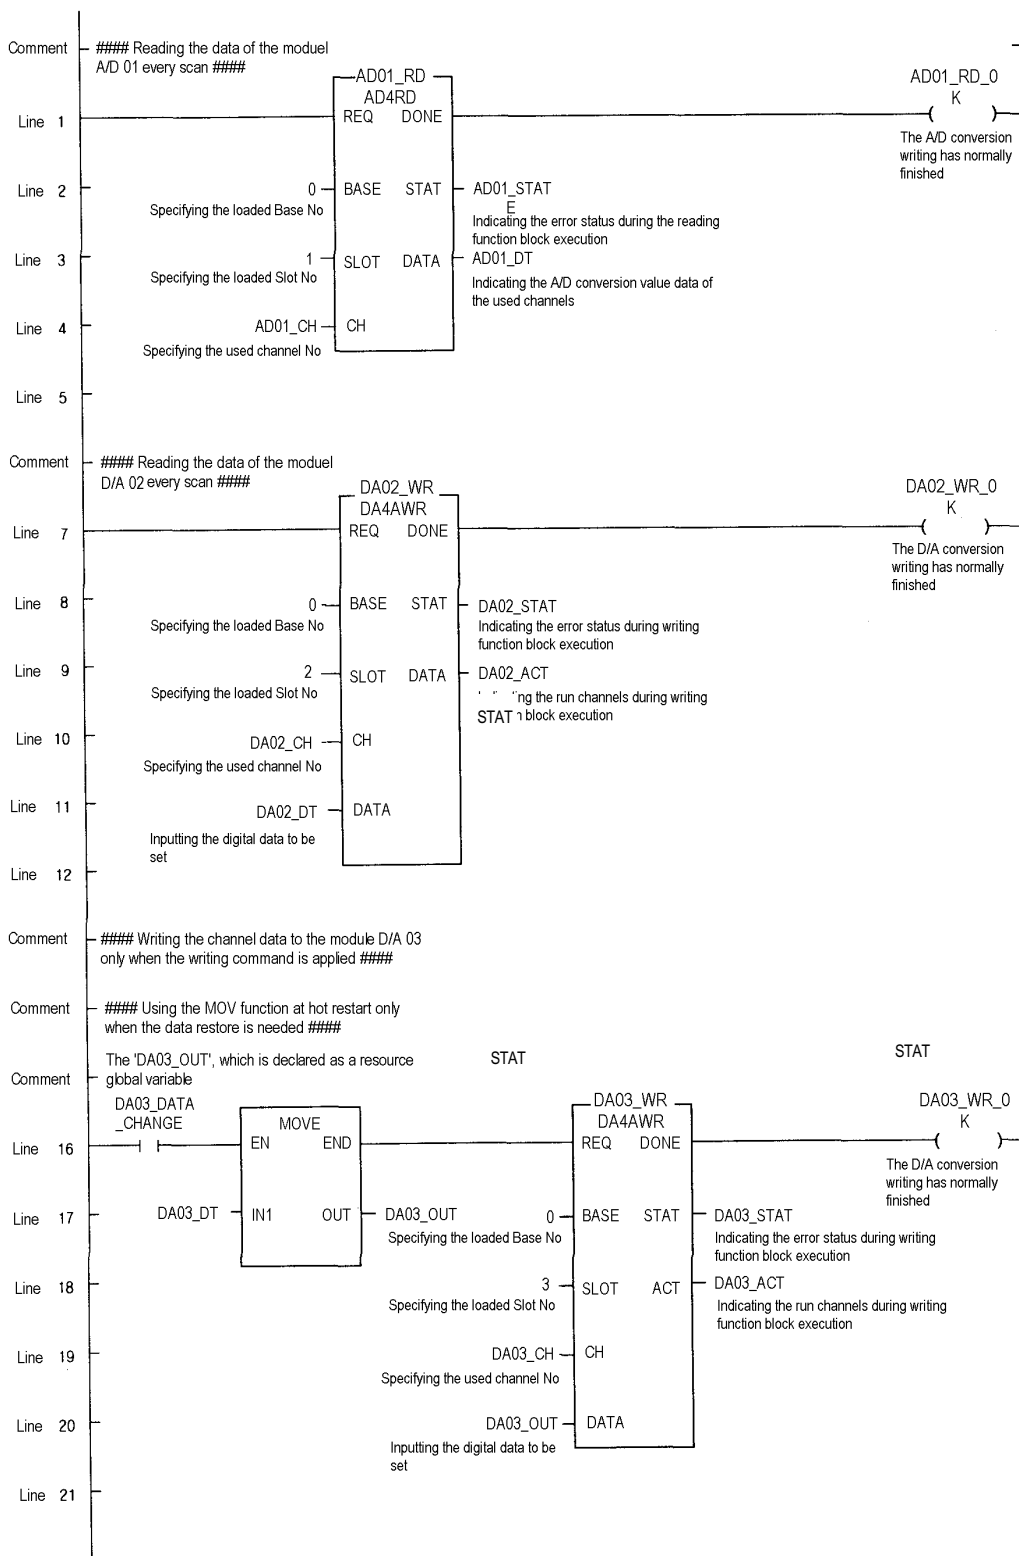 Comment #### Reading the data of the moduel
A/D 01 every scan ####
AD01_RD
AD4RD
AD01_RD_0
K
Line 1 REQ DONE ( )
The A/D conversion
writing has normally
finished
Line 2 0 BASE STAT AD01_STAT
E
Specifying the loaded Base No
Indicating the error status during the reading
function block execution
Line 3 1 SLOT DATA AD01_DT
Specifying the loaded Slot No
Indicating the A/D conversion value data of
the used channels
Line 4 AD01_CH CH
Specifying the used channel No
Line 5
Comment #### Reading the data of the moduel
D/A 02 every scan ####
DA02_WR
DA4AWR
DA02_WR_0
K
Line 7 REQ DONE ( )
The D/A conversion
writing has normally
finished
Line 8 0 BASE STAT DA02_STAT
Specifying the loaded Base No
Indicating the error status during writing
function block execution
Line 9 2 SLOT DATA DA02_ACT
Specifying the loaded Slot No
the run channels during writing
STAT block execution
Line 10 DA02_CH CH
Specifying the used channel No
Line 11 DA02_DT DATA
Inputting the digital data to be
set
Line 12
Comment #### Writing the channel data to the module D/A 03
only when the writing command is applied ####
Comment #### Using the MOV function at hot restart only
when the data restore is needed ####
STAT STAT
Comment The 'DA03_OUT', which is declared as a resource
global variable
DA03_DATA
_CHANGE
MOVE
DA03_WR
DA4AWR
DA03_WR_0
K
Line 16 EN END REQ DONE ( )
The D/A conversion
writing has normally
finished
Line 17 DA03_DT IN1 OUT DA03_OUT 0 BASE STAT DA03_STAT
Specifying the loaded Base No
Indicating the error status during writing
function block execution
Line 18 3 SLOT ACT DA03_ACT
Specifying the loaded Slot No
Indicating the run channels during writing
function block execution
Line 19 DA03_CH CH
Specifying the used channel No
Line 20 DA03_OUT DATA
Inputting the digital data to be
set
Line 21